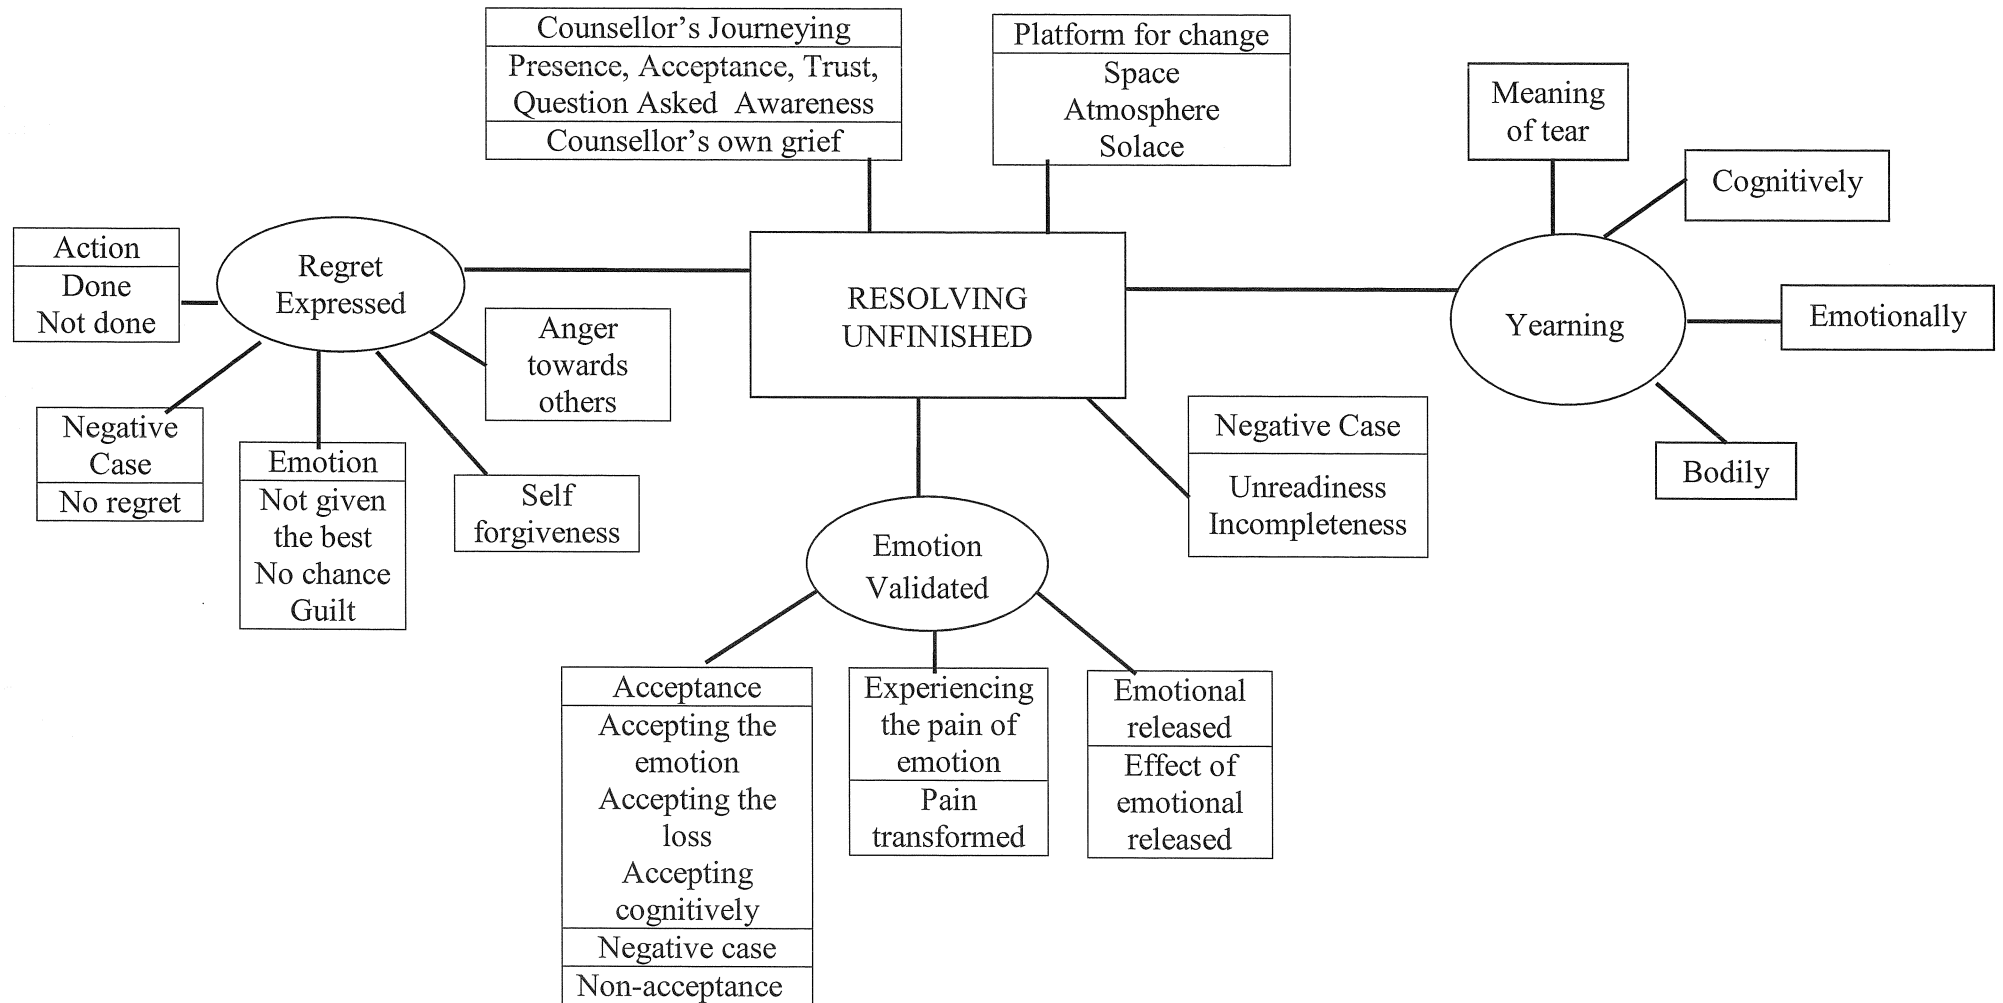 Counsellor's Journeying
Presence, Acceptance, Trust,
Question Asked Awareness
Counsellor's own grief
Platform for change
Space
Atmosphere
Solace
Meaning
of tear
Cognitively
Action
Done
Not done
Regret
Expressed
RESOLVING
UNFINISHED
Yearning
Emotionally
Anger
towards
others
Negative
Case
No regret
Emotion
Not given
the best
No chance
Guilt
Self
forgiveness
Negative Case
Unreadiness
Incompleteness
Bodily
Emotion
Validated
Acceptance
Accepting the
emotion
Accepting the
loss
Accepting
cognitively
Negative case
Non-acceptance
Experiencing
the pain of
emotion
Pain
transformed
Emotional
released
Effect of
emotional
released